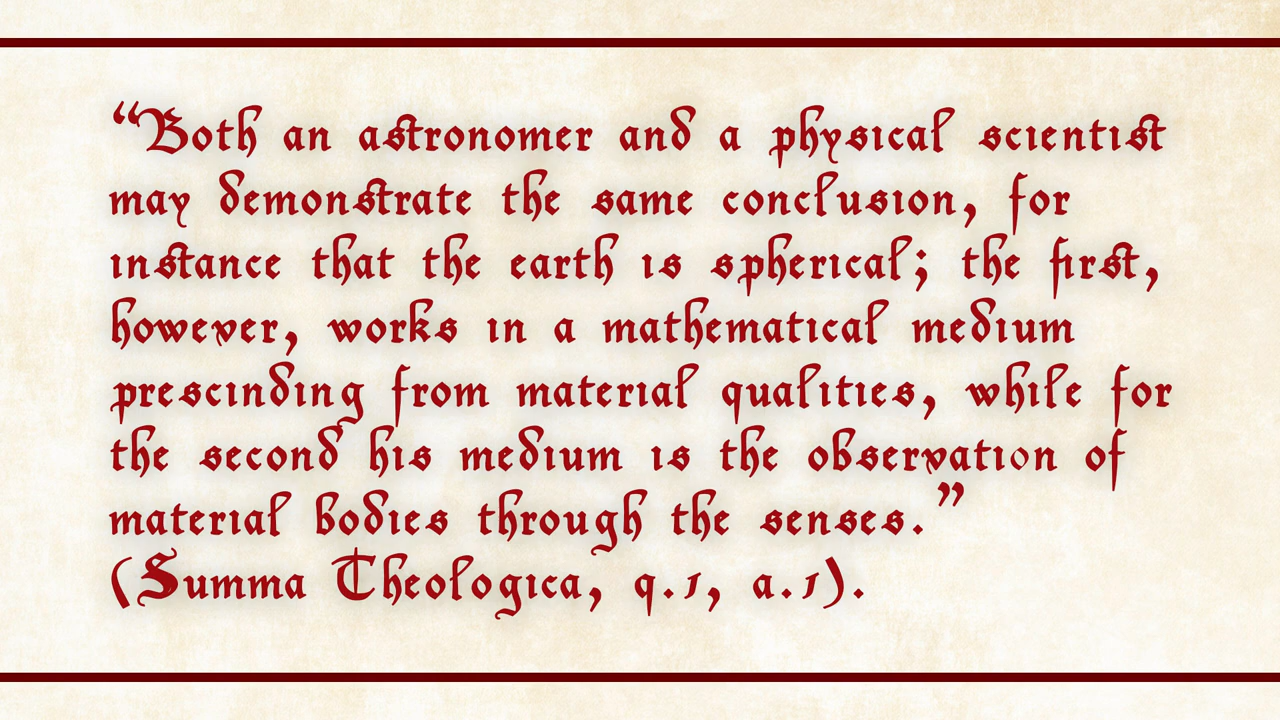 “Both an astronomer and a physical scientist
may demonstrate the same conclusion, for
instance that the earth is spherical; the first,
however, works in a mathematical medium
prescinding from material qualities, while for
the second his medium is the observation of
material bodies through the senses.”
(Summa Theologica, q.1, a.1).